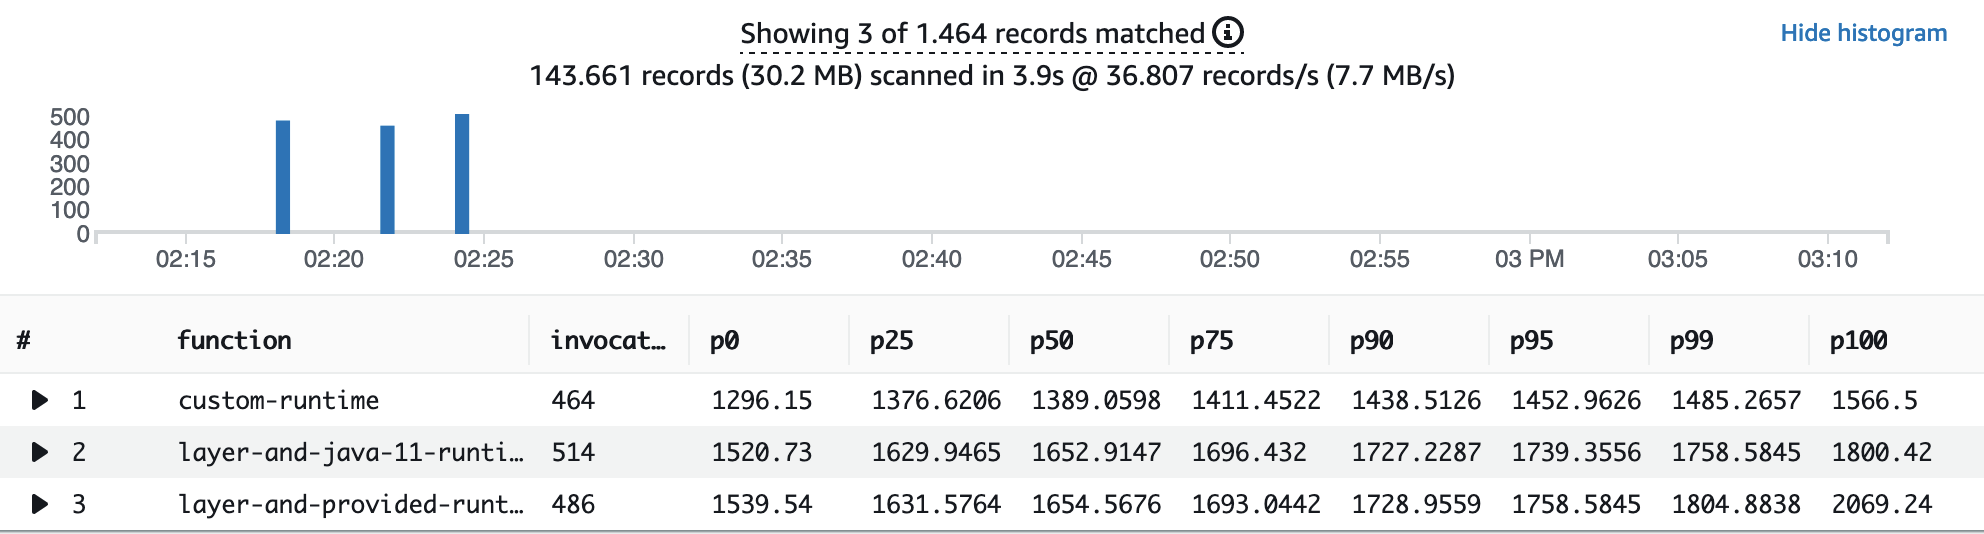 Showing 3 of 1.464 records matched
Hide histogram
143.661 records (30.2 MB) scanned in 3.9s @ 36.807 records/s (7.7 MB/s)
500
400
300
200
100
0
02:15 02:20 02:25 02:30 02:35 02:40 02:45 02:50 02:55 03 PM 03:05 03:10
# function invocat… p0 p25 p50 p75 p90 p95 p99 p100
1 custom-runtime 464 1296.15 1376.6206 1389.0598 1411.4522 1438.5126 1452.9626 1485.2657 1566.5
2 layer-and-java-11-runti… 514 1520.73 1629.9465 1652.9147 1696.432 1727.2287 1739.3556 1758.5845 1800.42
3 layer-and-provided-runt… 486 1539.54 1631.5764 1654.5676 1693.0442 1728.9559 1758.5845 1804.8838 2069.24